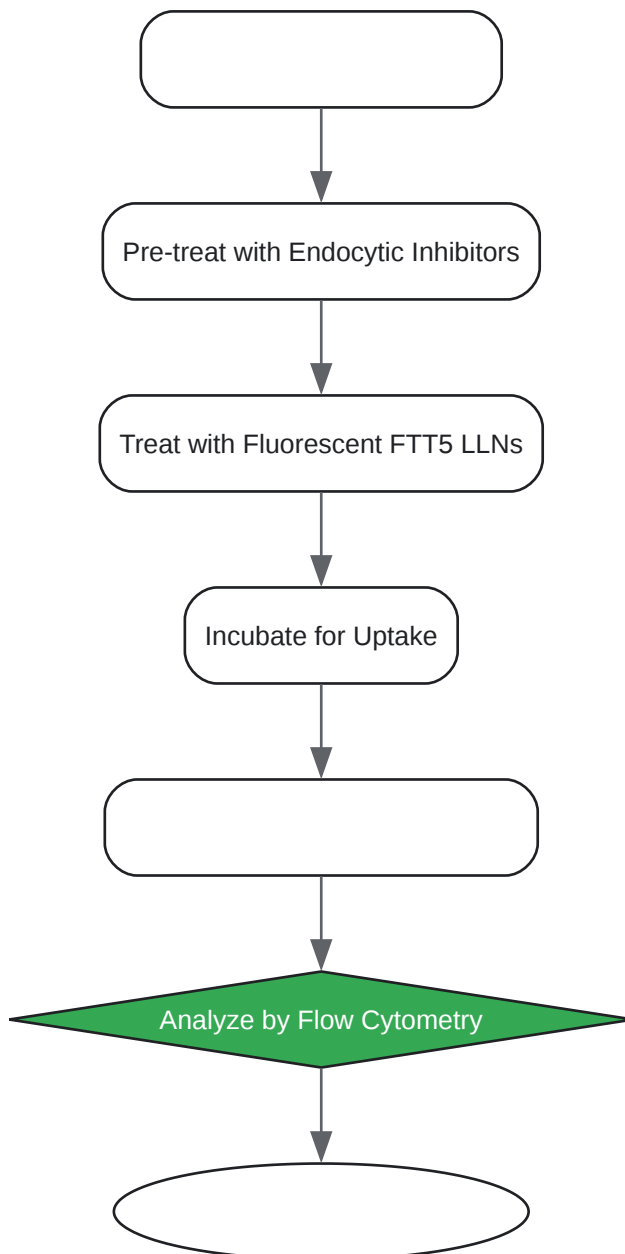 Pre-treat with Endocytic Inhibitors
Treat with Fluorescent FTT5 LLNs
Incubate for Uptake
Analyze by Flow Cytometry